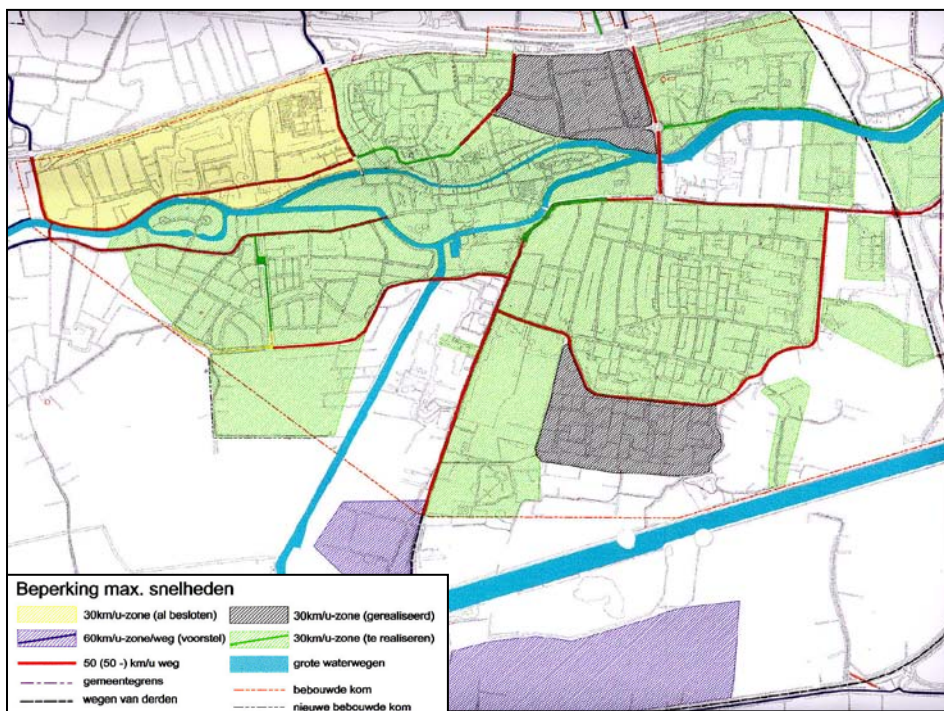 Beperking max. snelheden
30km/u-zone (al besloten)
30km/u-zone (gerealiseerd)
60km/u-zone/weg (voorstel)
30km/u-zone (te realiseren)
50 (50 -) km/u weg
grote waterwegen
gemeentegrens
bebouwde kom
wegen van derden
nieuwe bebouwde kom